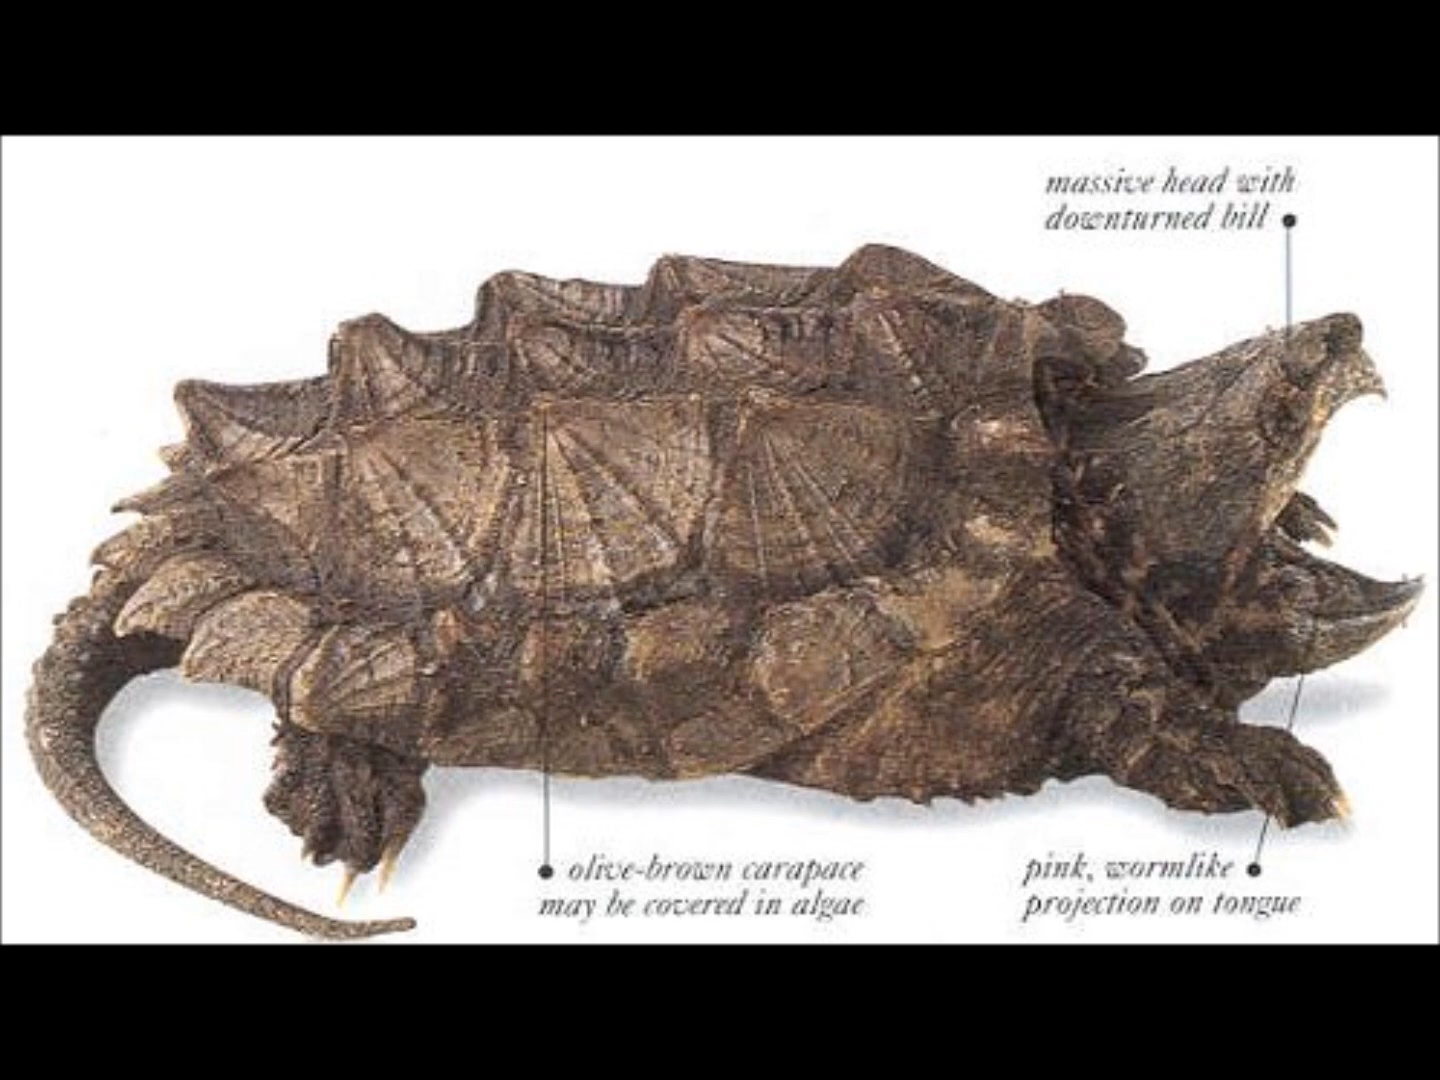 massive head with
downturned bill
olive-brown carapace
may be covered in algae
pink, wormlike
projection on tongue